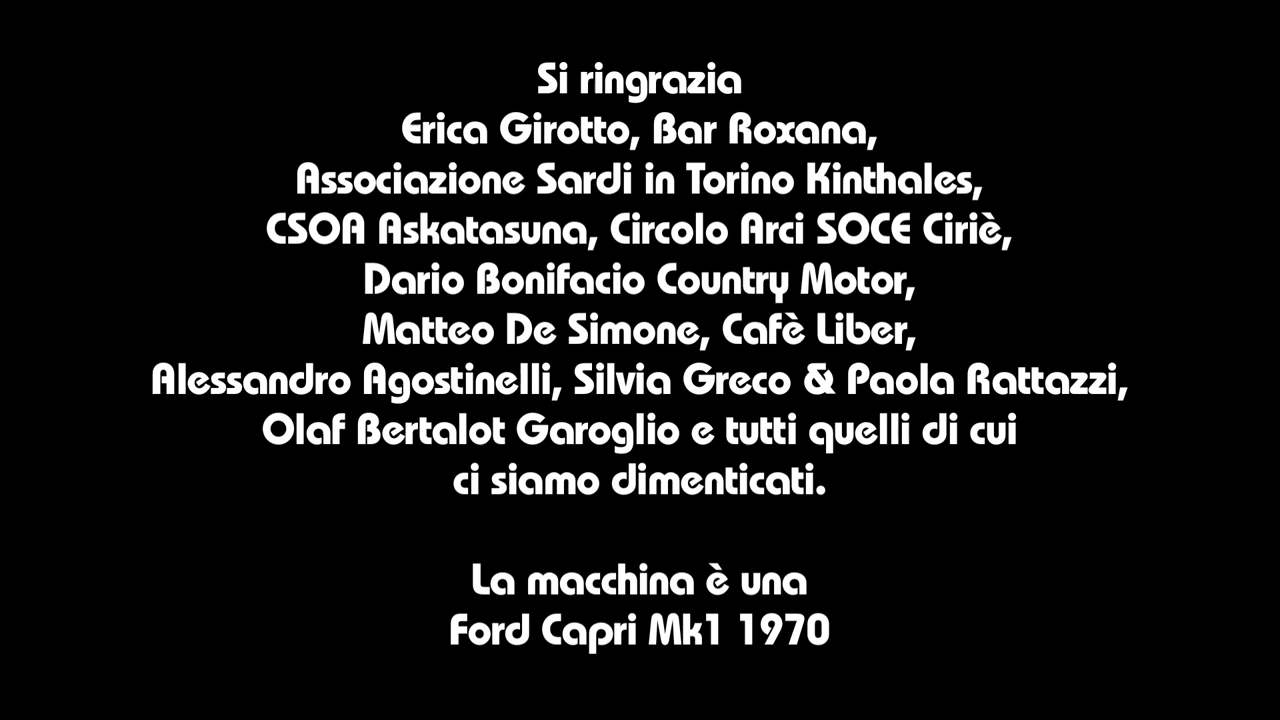 Si ringrazia
Erica Girotto, Bar Roxana,
Associazione Sardi in Torino Kinthales,
CSOA Askatasuna, Circolo Arci SOCE Ciriè,
Dario Bonifacio Country Motor,
Matteo De Simone, Cafè Liber,
Alessandro Agostinelli, Silvia Greco & Paola Rattazzi,
Olaf Bertalot Garoglio e tutti quelli di cui
ci siamo dimenticati.
La macchina è una
Ford Capri Mk1 1970